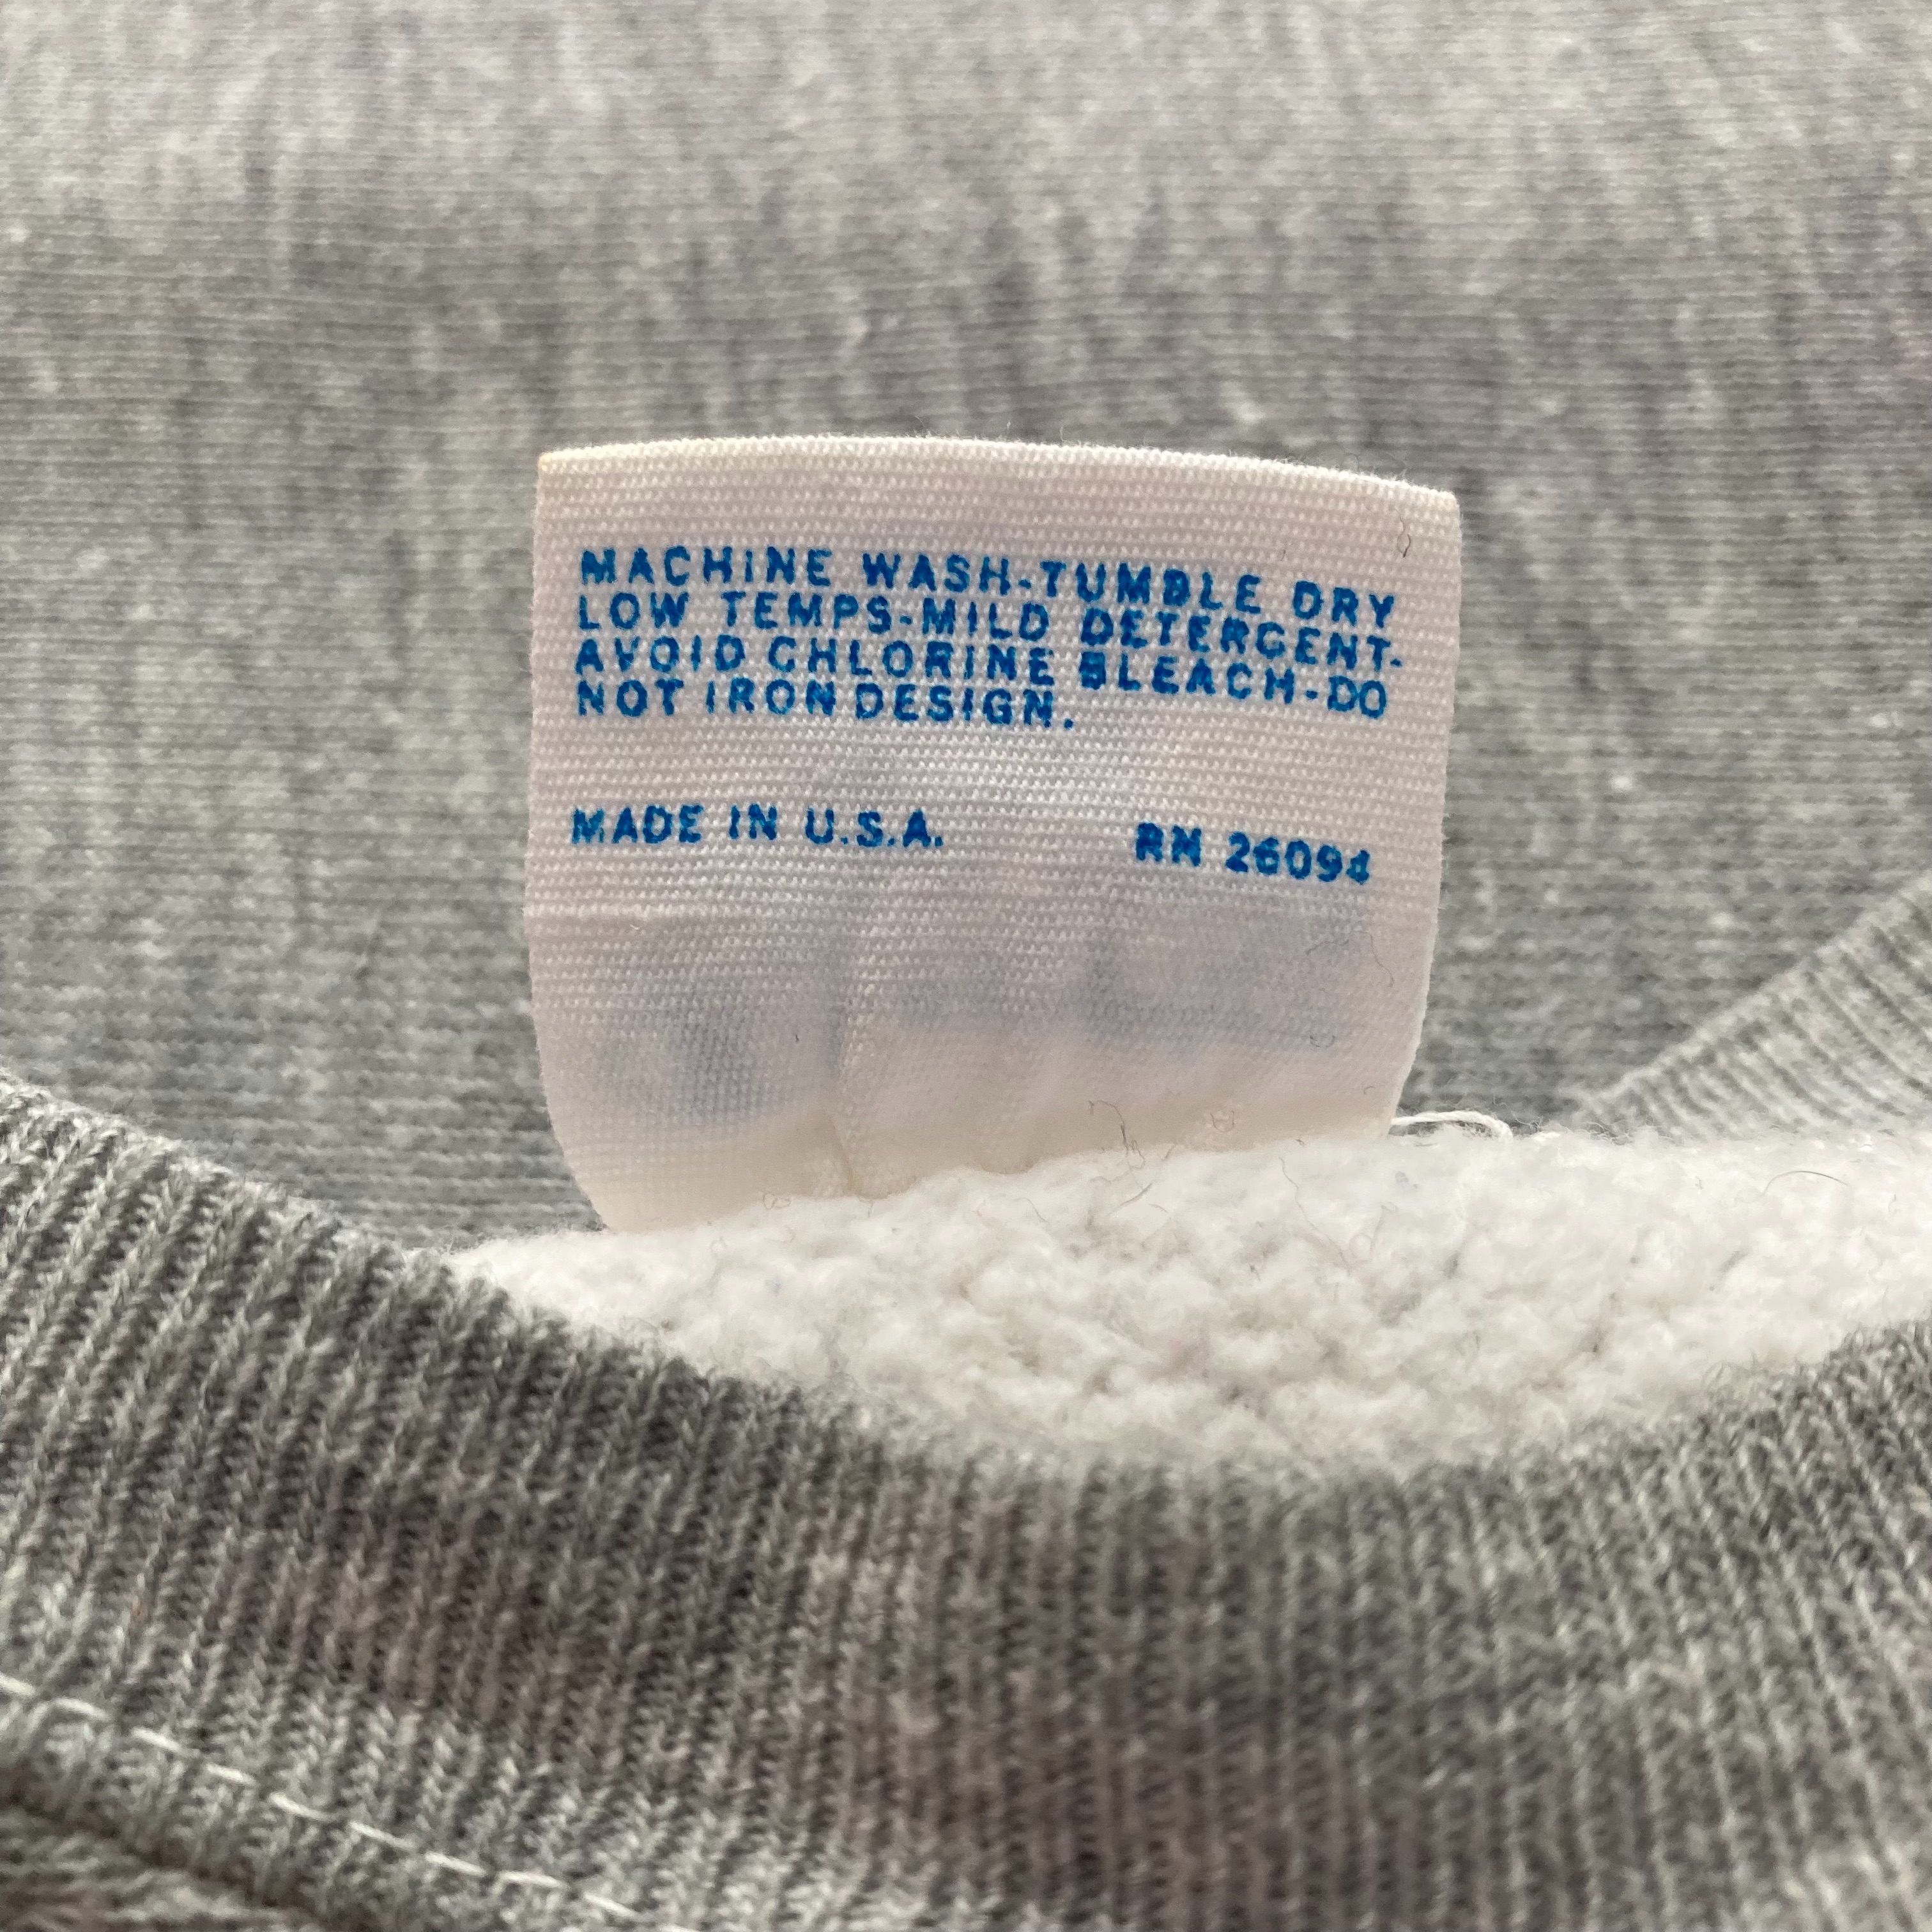 MACHINE WASH-TUMBLE DRY
LOW TEMPS-MILD DETERGENT-
AVOID CHLORINE BLEACH-DO
NOT IRON DESIGN.
MADE IN U.S.A. RN 26094